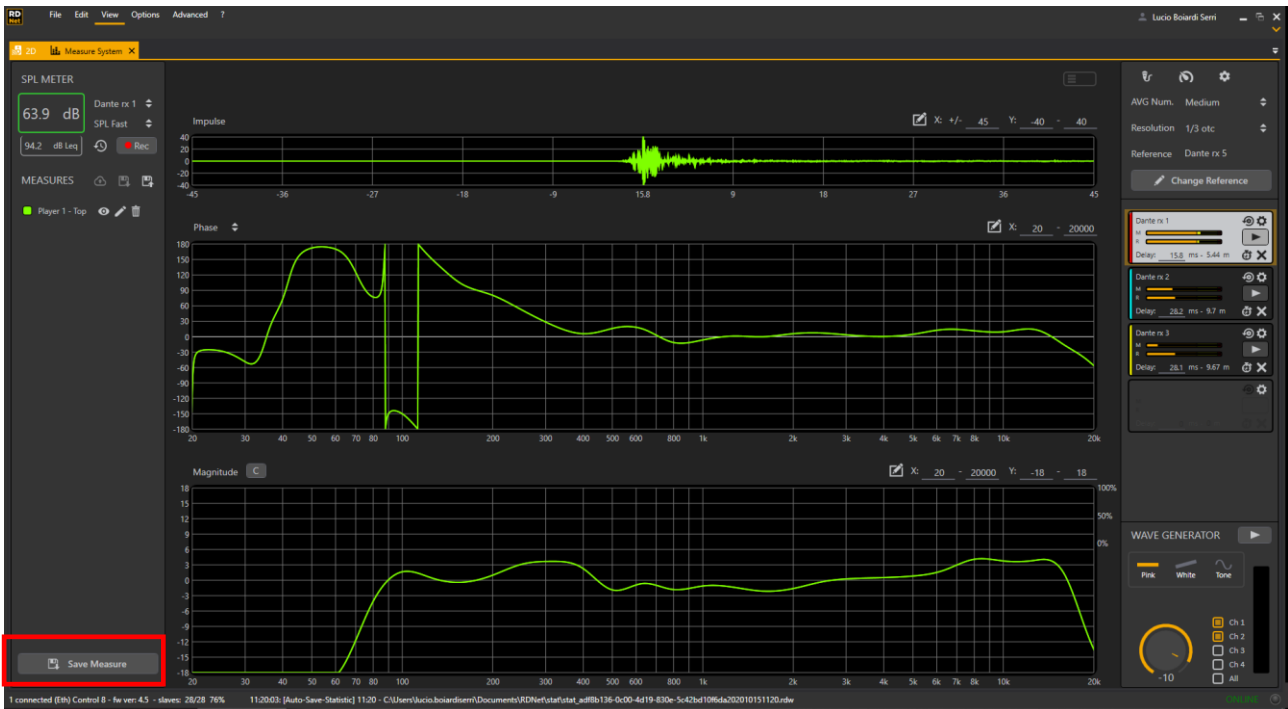 RD Net File Edit View Options Advanced ? Lucio Boiardi Serri
2D Measure System
SPL METER
63.9 dB Dante rx 1
SPL Fast
94.2 dB Leq Rec
MEASURES
Player 1 - Top
Impulse X: +/- 45 Y: -40 - 40
40
20
0
-20
-40
-45 -36 -27 -18 -9 15.8 9 18 27 36 45
Phase X: 20 - 20000
180
150
120
90
60
30
0
-30
-60
-90
-120
-150
-180
20 30 40 50 60 70 80 100 200 300 400 500 600 800 1k 2k 3k 4k 5k 6k 7k 8k 10k 20k
Magnitude C X: 20 - 20000 Y: -18 - 18
18
15
12
9
6
3
0
-3
-6
-9
-12
-15
-18
100%
50%
0%
20 30 40 50 60 70 80 100 200 300 400 500 600 800 1k 2k 3k 4k 5k 6k 7k 8k 10k 20k
AVG Num. Medium
Resolution 1/3 otc
Reference Dante rx 5
Change Reference
Dante rx 1
M
R
Delay: 15.8 ms - 5.44 m
Dante rx 2
M
R
Delay: 28.2 ms - 9.7 m
Dante rx 3
M
R
Delay: 28.1 ms - 9.67 m
WAVE GENERATOR
Pink White Tone
Ch 1
Ch 2
Ch 3
Ch 4
All
-10
Save Measure
1 connected (Eth) Control 8 - fw ver: 4.5 - slaves: 28/28 76% 11:20:03: [Auto-Save-Statistic] 11:20 - C:\Users\lucio.boiardiserri\Documents\RDNet\stat\stat_adf8b136-0c00-4d19-830e-5c42bd10f6da202010151120.rdw ONLINE